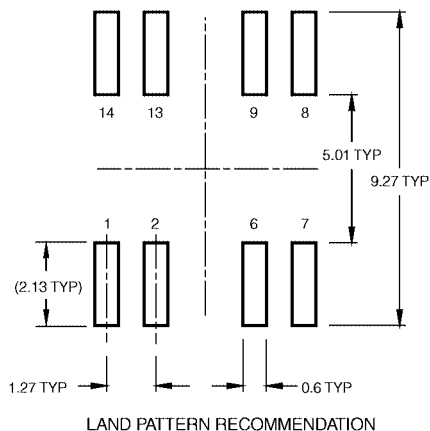 14 13 9 8
5.01 TYP
9.27 TYP
1 2 6 7
(2.13 TYP)
1.27 TYP
0.6 TYP
LAND PATTERN RECOMMENDATION